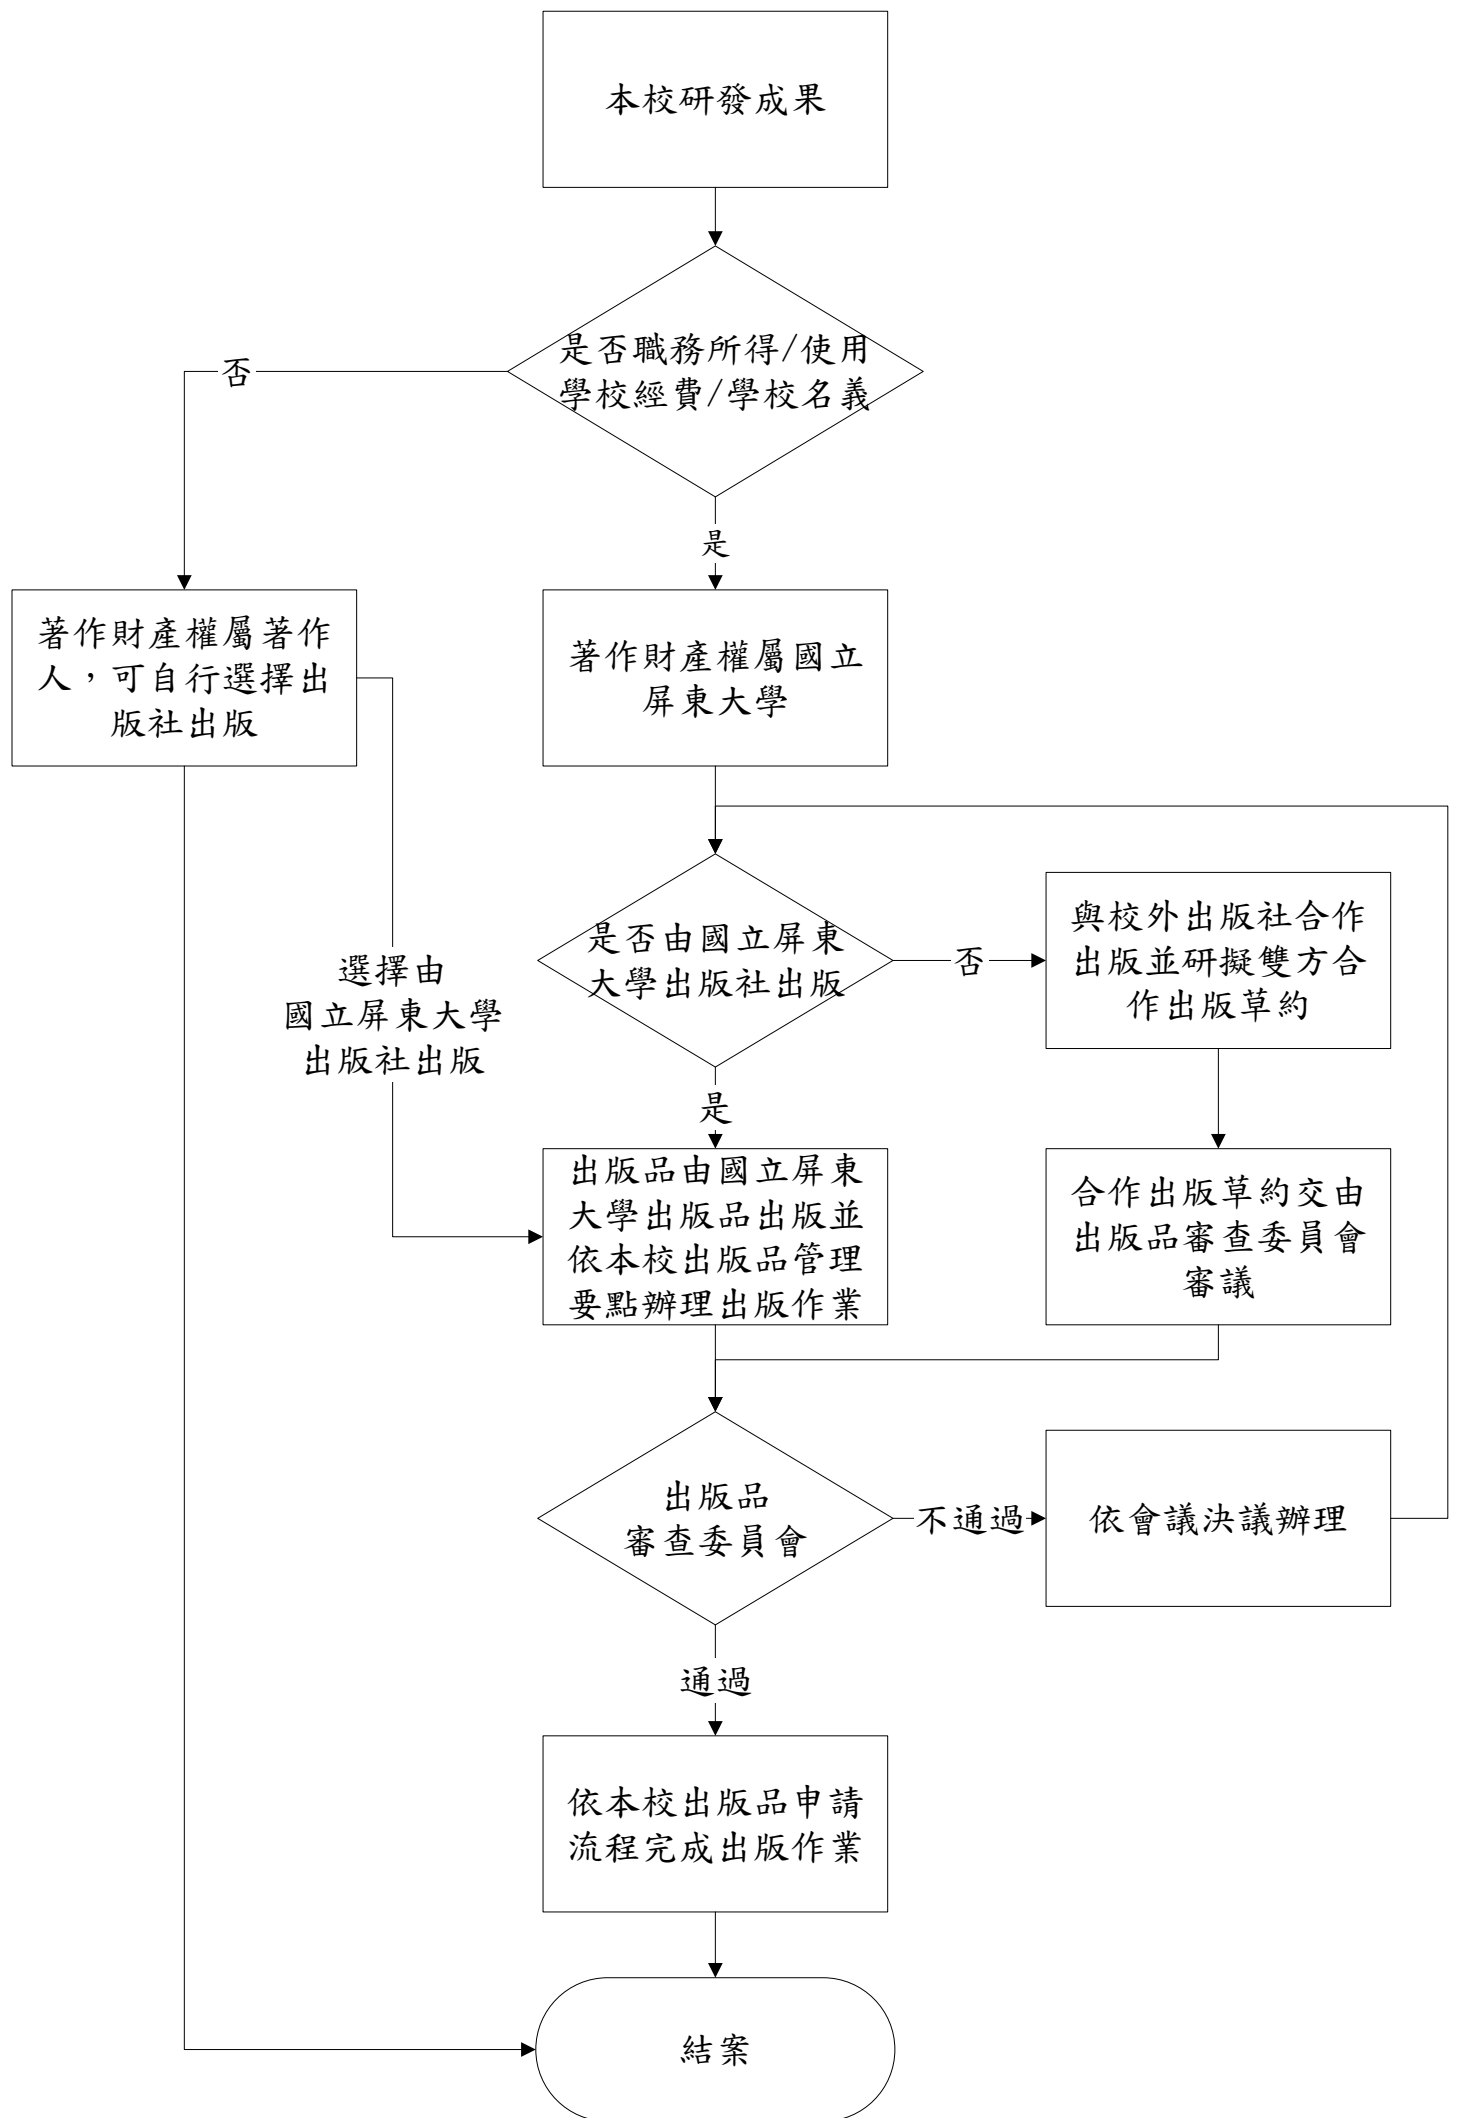 本校研發成果
是否職務所得/使用
學校經費/學校名義
否
是
著作財產權屬著作
人，可自行選擇出
版社出版
著作財產權屬國立
屏東大學
是否由國立屏東
大學出版社出版
否
與校外出版社合作
出版並研擬雙方合
作出版草約
選擇由
國立屏東大學
出版社出版
是
出版品由國立屏東
大學出版品出版並
依本校出版品管理
要點辦理出版作業
合作出版草約交由
出版品審查委員會
審議
出版品
審查委員會
不通過
依會議決議辦理
通過
依本校出版品申請
流程完成出版作業
結案